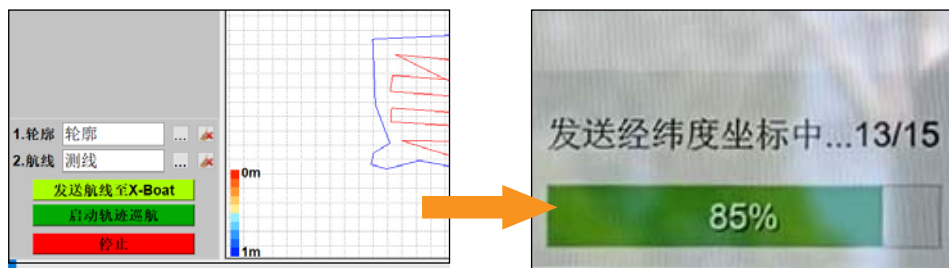 1.轮廓 轮廓 ...
2.航线 测线 ...
发送航线至X-Boat
启动轨迹巡航
停止
0m
1m
发送经纬度坐标中...13/15
85%